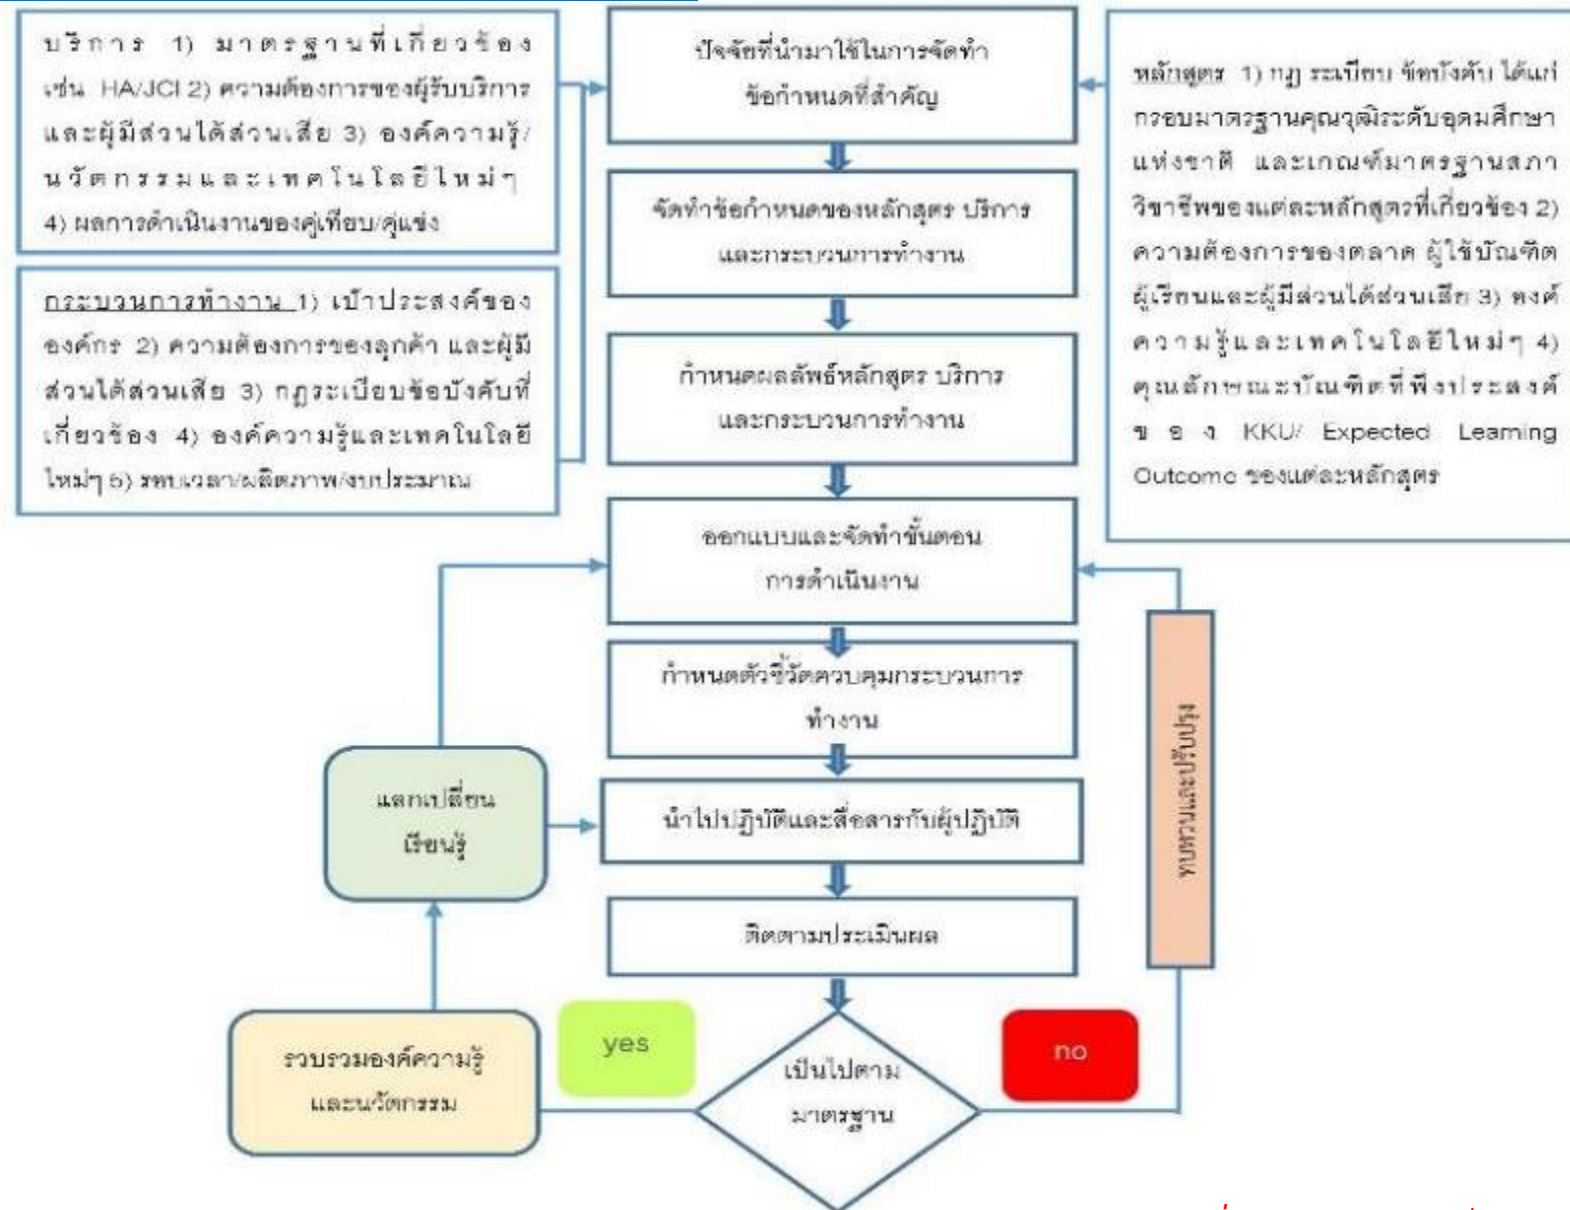 บริการ 1) มาตรฐานที่เกี่ยวข้อง
เช่น HA/JCI 2) ความต้องการของผู้รับบริการ
และผู้มีส่วนได้ส่วนเสีย 3) องค์ความรู้/
นวัตกรรมและเทคโนโลยีใหม่ๆ
4) ผลการดำเนินงานของคู่เทียบ/คู่แข่ง
กระบวนการทำงาน 1) เป้าประสงค์ของ
องค์กร 2) ความต้องการของลูกค้า และผู้มี
ส่วนได้ส่วนเสีย 3) กฎระเบียบข้อบังคับที่
เกี่ยวข้อง 4) องค์ความรู้และเทคโนโลยี
ใหม่ๆ 5) รอบเวลา/ผลิตภาพ/งบประมาณ
ปัจจัยที่นำมาใช้ในการจัดทำ
ข้อกำหนดที่สำคัญ
จัดทำข้อกำหนดของหลักสูตร บริการ
และกระบวนการทำงาน
กำหนดผลลัพธ์หลักสูตร บริการ
และกระบวนการทำงาน
ออกแบบและจัดทำขั้นตอน
การดำเนินงาน
กำหนดตัวชี้วัดควบคุมกระบวนการ
ทำงาน
นำไปปฏิบัติและสื่อสารกับผู้ปฏิบัติ
ติดตามประเมินผล
เป็นไปตาม
มาตรฐาน
หลักสูตร 1) กฎ ระเบียบ ข้อบังคับ ได้แก่
กรอบมาตรฐานคุณวุฒิระดับอุดมศึกษา
แห่งชาติ และเกณฑ์มาตรฐานสภา
วิชาชีพของแต่ละหลักสูตรที่เกี่ยวข้อง 2)
ความต้องการของตลาด ผู้ใช้บัณฑิต
ผู้เรียนและผู้มีส่วนได้ส่วนเสีย 3) องค์
ความรู้และเทคโนโลยีใหม่ๆ 4)
คุณลักษณะบัณฑิตที่พึงประสงค์
ของ KKU/ Expected Learning
Outcome ของแต่ละหลักสูตร
แลกเปลี่ยน
เรียนรู้
รวบรวมองค์ความรู้
และนวัตกรรม
yes
no
ทบทวนและปรับปรุง